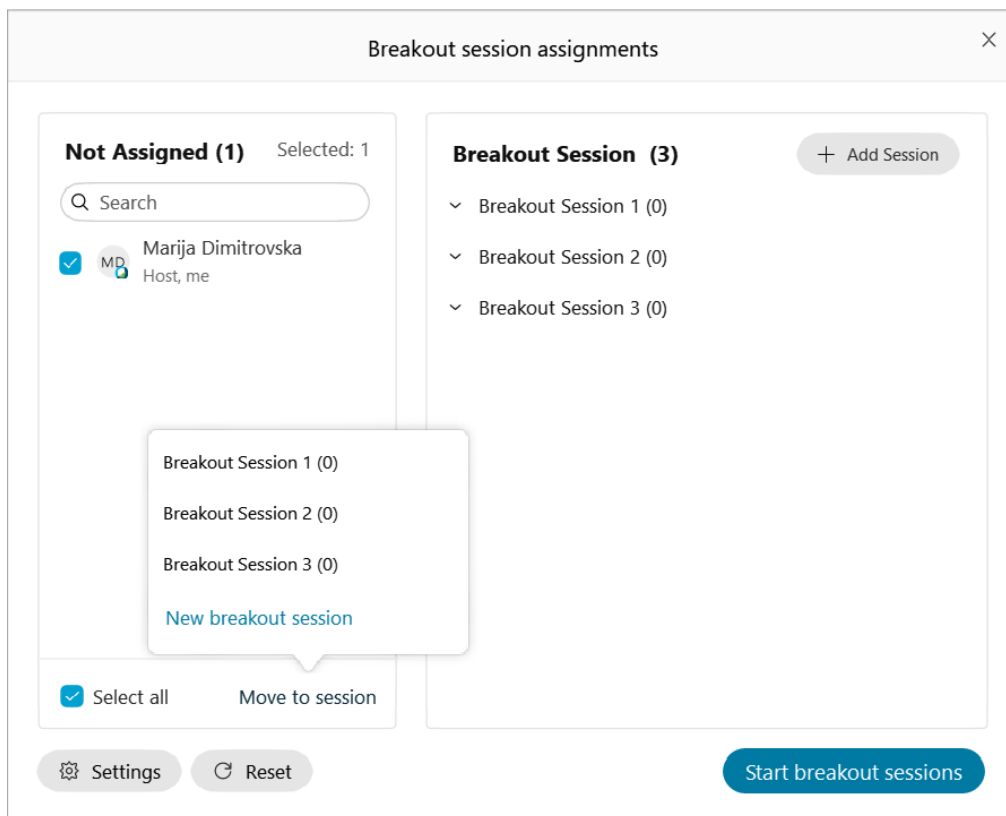 Breakout session assignments
Not Assigned (1) Selected: 1
Search
MD Marija Dimitrovska
Host, me
Breakout Session (3) + Add Session
Breakout Session 1 (0)
Breakout Session 2 (0)
Breakout Session 3 (0)
Breakout Session 1 (0)
Breakout Session 2 (0)
Breakout Session 3 (0)
New breakout session
Select all Move to session
Settings Reset Start breakout sessions